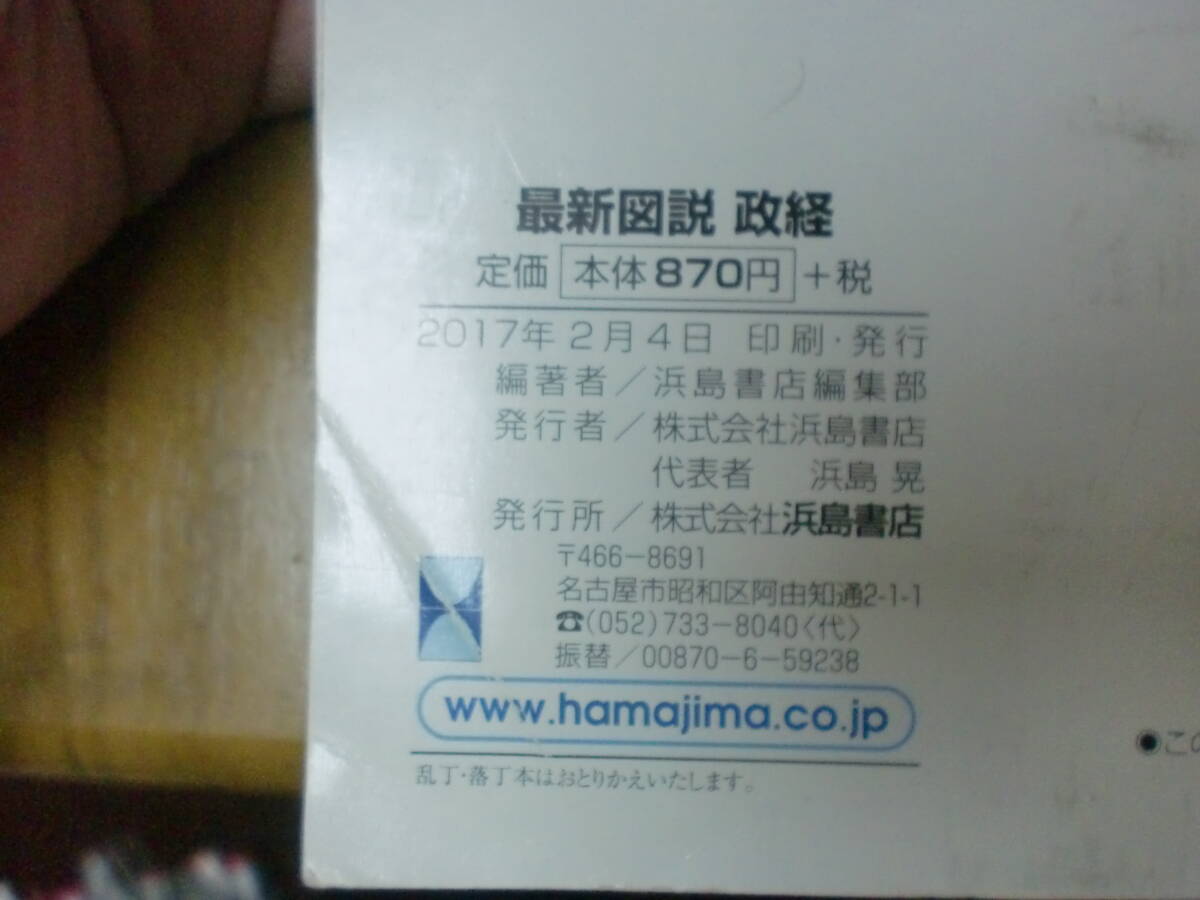 最新図説 政経
定価 本体870円 +税
2017年2月4日 印刷・発行
編著者/浜島書店編集部
発行者/株式会社浜島書店
代表者 浜島 晃
発行所/株式会社浜島書店
〒466-8691
名古屋市昭和区阿由知通2-1-1
☎(052)733-8040〈代〉
振替/00870-6-59238
www.hamajima.co.jp
乱丁・落丁本はおとりかえいたします。
●この